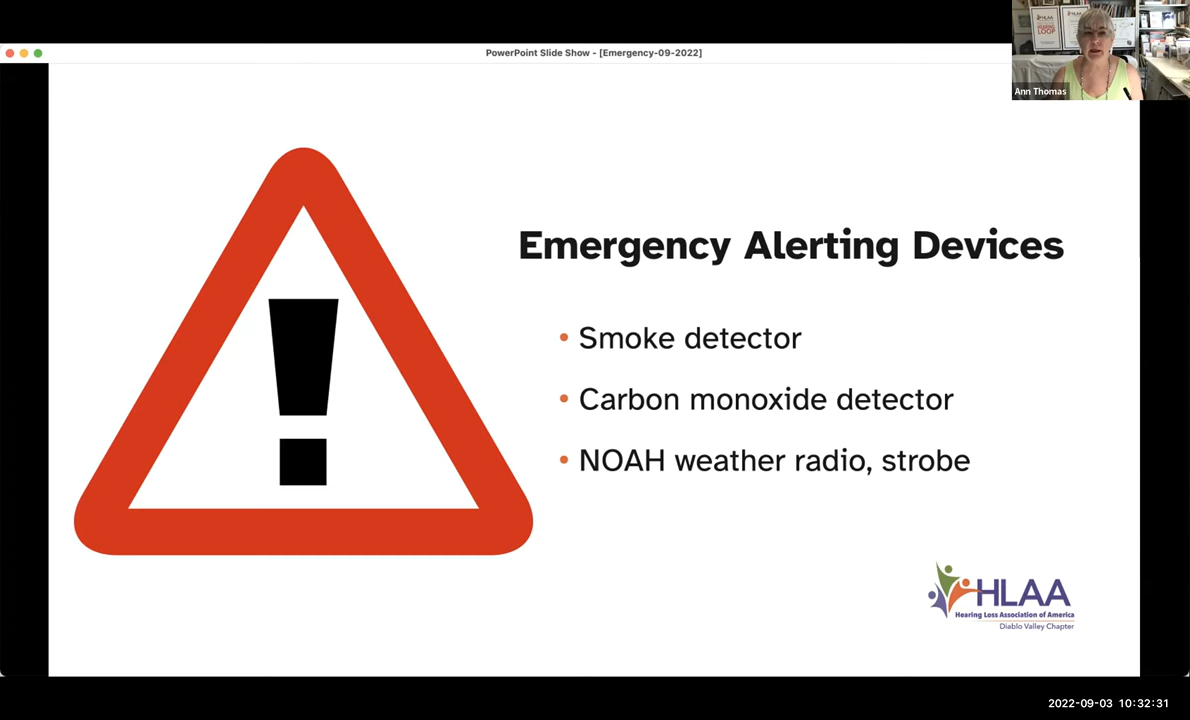 PowerPoint Slide Show - [Emergency-09-2022]
Ann Thomas
Emergency Alerting Devices
• Smoke detector
• Carbon monoxide detector
• NOAH weather radio, strobe
HLAA
Hearing Loss Association of America
Diablo Valley Chapter
2022-09-03 10:32:31
LOOP